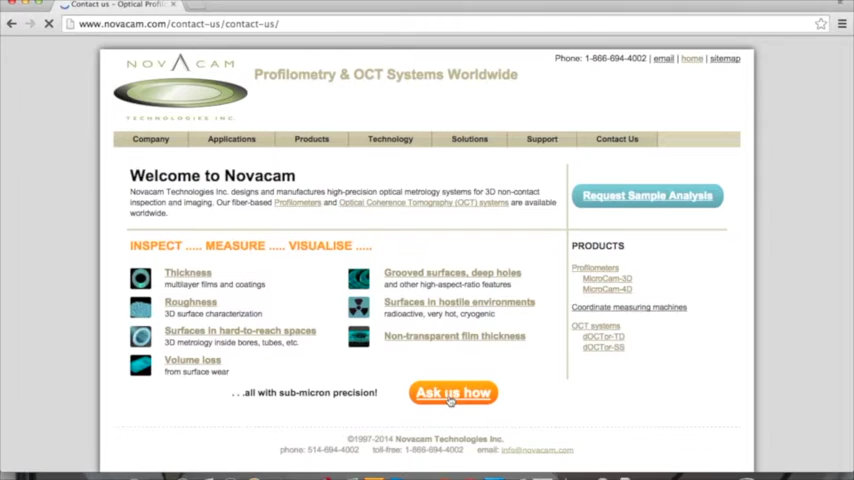 Contact us - Optical Profil
www.novacam.com/contact-us/contact-us/
NOVACAM
TECHNOLOGIES INC.
Profilometry & OCT Systems Worldwide
Phone: 1-866-694-4002 | email | home | sitemap
Company Applications Products Technology Solutions Support Contact Us
Welcome to Novacam
Novacam Technologies Inc. designs and manufactures high-precision optical metrology systems for 3D non-contact
inspection and imaging. Our fiber-based Profilometers and Optical Coherence Tomography (OCT) systems are available
worldwide.
Request Sample Analysis
INSPECT ..... MEASURE ..... VISUALISE ....
Thickness
multilayer films and coatings
Roughness
3D surface characterization
Surfaces in hard-to-reach spaces
3D metrology inside bores, tubes, etc.
Volume loss
from surface wear
Grooved surfaces, deep holes
and other high-aspect-ratio features
Surfaces in hostile environments
radioactive, very hot, cryogenic
Non-transparent film thickness
. . .all with sub-micron precision!
Ask us how
PRODUCTS
Profilometers
MicroCam-3D
MicroCam-4D
Coordinate measuring machines
OCT systems
dOCTor-TD
dOCTor-SS
©1997-2014 Novacam Technologies Inc.
phone: 514-694-4002 toll-free: 1-866-694-4002 email: info@novacam.com